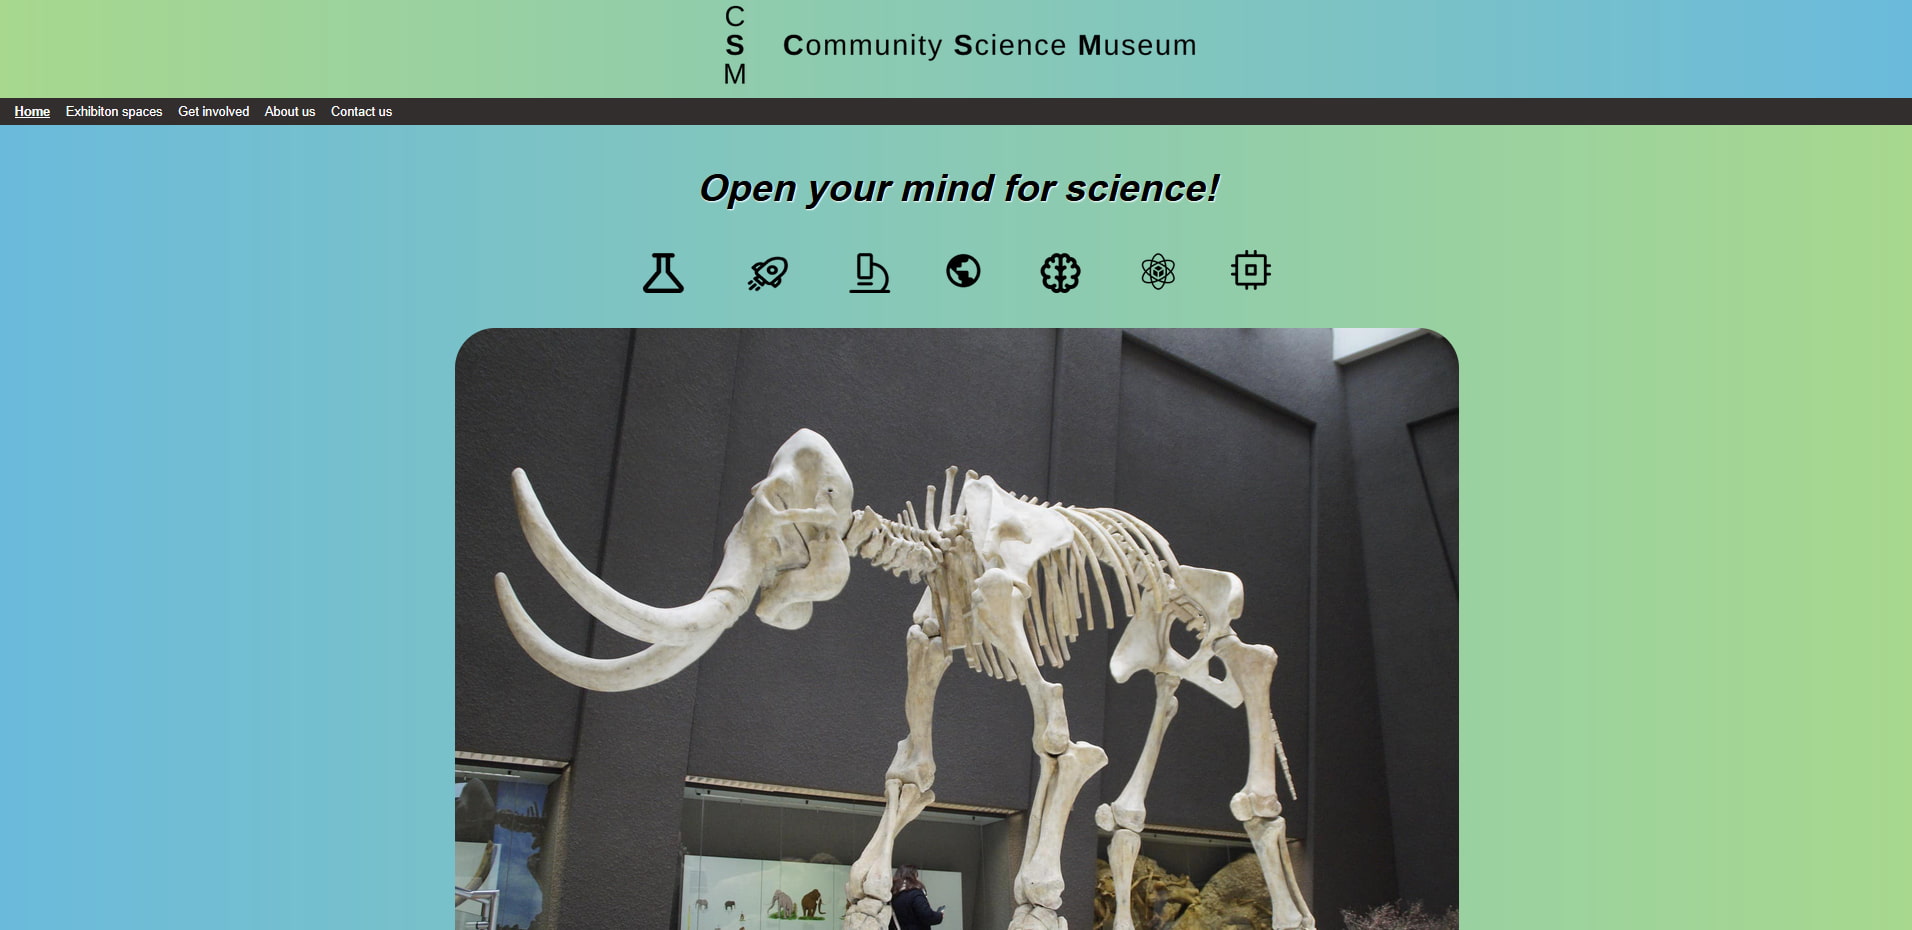 C
S
M
Community Science Museum
Home Exhibiton spaces Get involved About us Contact us
Open your mind for science!